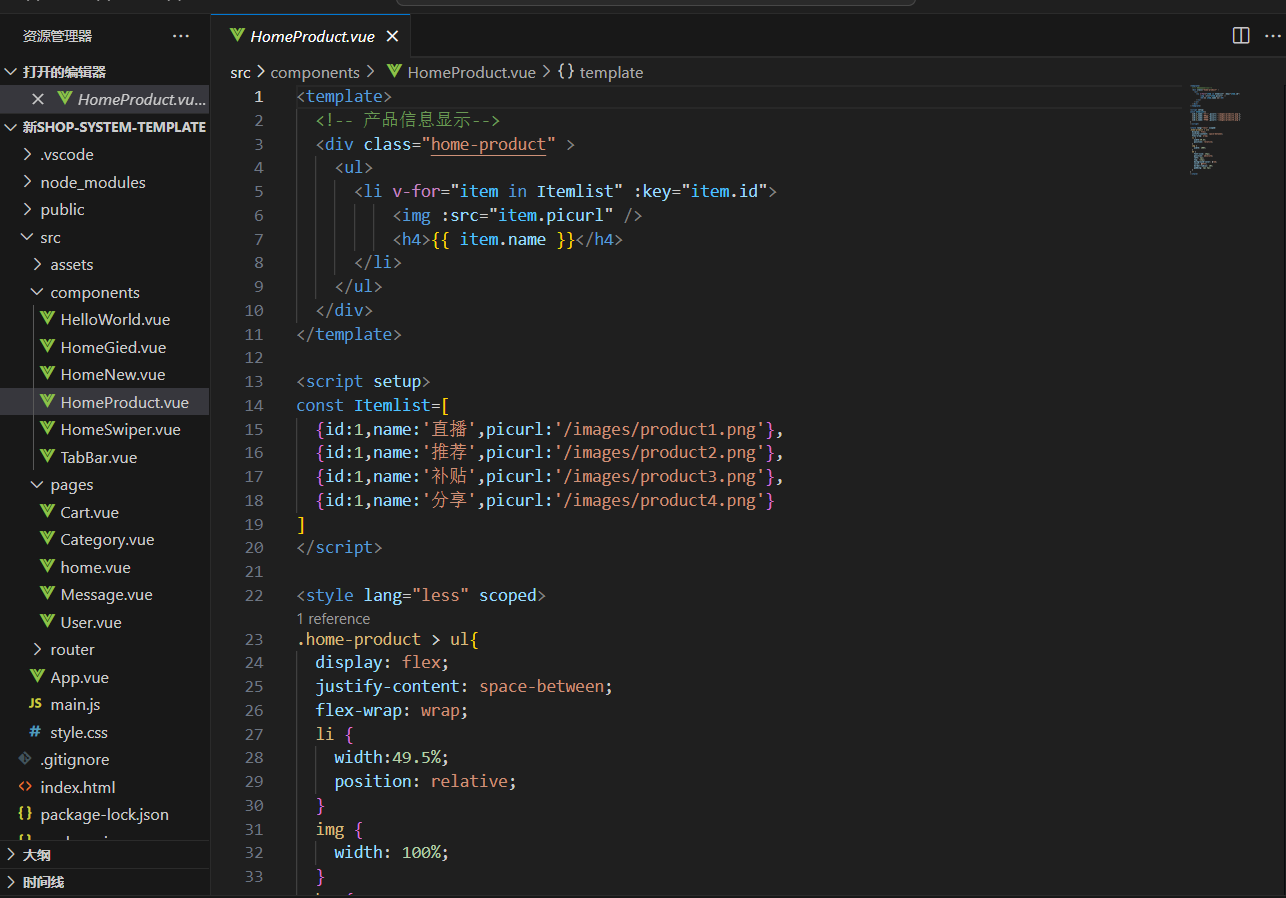 资源管理器 ···
打开的编辑器
HomeProduct.vu...
新SHOP-SYSTEM-TEMPLATE
.vscode
node_modules
public
src
assets
components
HelloWorld.vue
HomeGied.vue
HomeNew.vue
HomeProduct.vue
HomeSwiper.vue
TabBar.vue
pages
Cart.vue
Category.vue
home.vue
Message.vue
User.vue
router
App.vue
JS main.js
# style.css
.gitignore
<> index.html
{} package-lock.json
大纲
时间线
HomeProduct.vue
src > components > HomeProduct.vue > {} template
1 <template>
2 <!-- 产品信息显示-->
3 <div class="home-product" >
4 <ul>
5 <li v-for="item in Itemlist" :key="item.id">
6 <img :src="item.picurl" />
7 <h4>{{ item.name }}</h4>
8 </li>
9 </ul>
10 </div>
11 </template>
12
13 <script setup>
14 const Itemlist=[
15 {id:1,name:'直播',picurl:'/images/product1.png'},
16 {id:1,name:'推荐',picurl:'/images/product2.png'},
17 {id:1,name:'补贴',picurl:'/images/product3.png'},
18 {id:1,name:'分享',picurl:'/images/product4.png'}
19 ]
20 </script>
21
22 <style lang="less" scoped>
1 reference
23 .home-product > ul{
24 display: flex;
25 justify-content: space-between;
26 flex-wrap: wrap;
27 li {
28 width:49.5%;
29 position: relative;
30 }
31 img {
32 width: 100%;
33 }